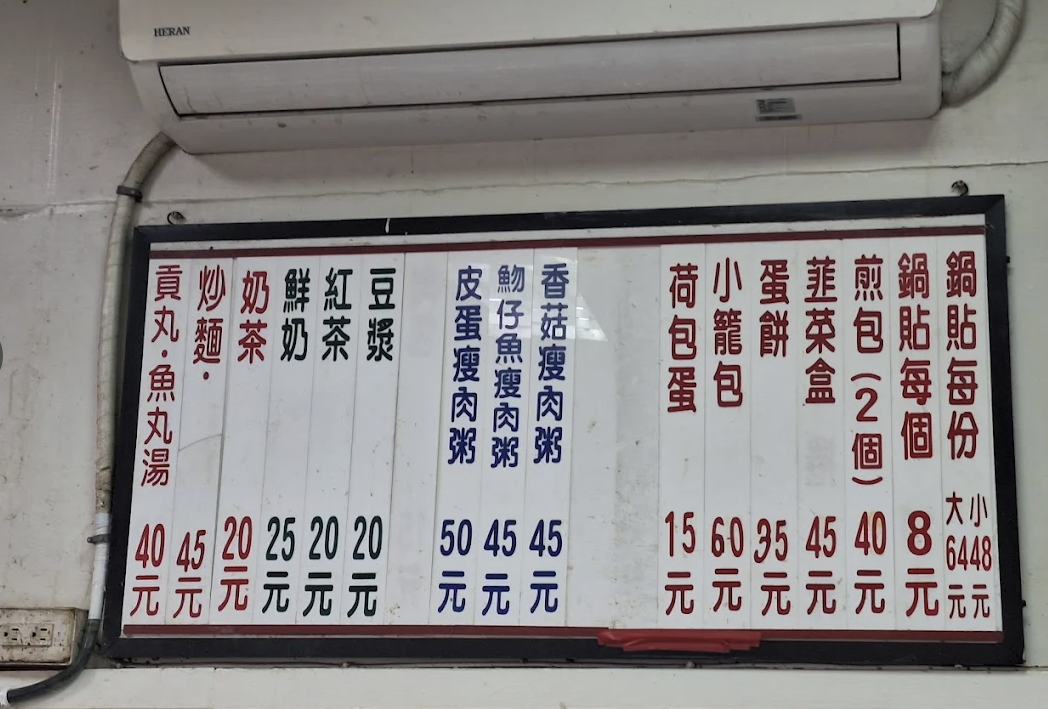 HERAN
鍋貼每份 大64元 小48元
鍋貼每個 8元
煎包(2個) 40元
韮菜盒 45元
蛋餅 35元
小籠包 60元
荷包蛋 15元
香菇瘦肉粥 45元
魩仔魚瘦肉粥 45元
皮蛋瘦肉粥 50元
豆漿 20元
紅茶 20元
鮮奶 25元
奶茶 20元
炒麵· 45元
貢丸·魚丸湯 40元